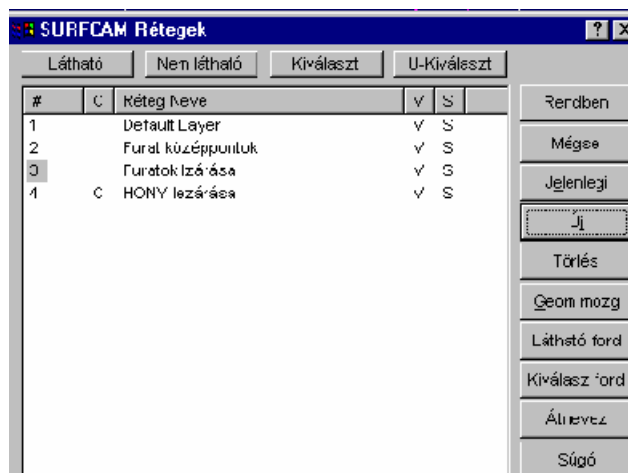 SURFCAM Rétegek
Látható Nem látható Kiválaszt U-Kiválaszt
# C Réteg Neve V S
1 Default Layer V S
2 Furat középpontok V S
3 Furatok lzárása V S
4 C HONY lezárása V S
Rendben
Mégse
Jelenlegi
Új
Törlés
Geom mozg
Látható ford
Kiválasz ford
Átnevez
Súgó